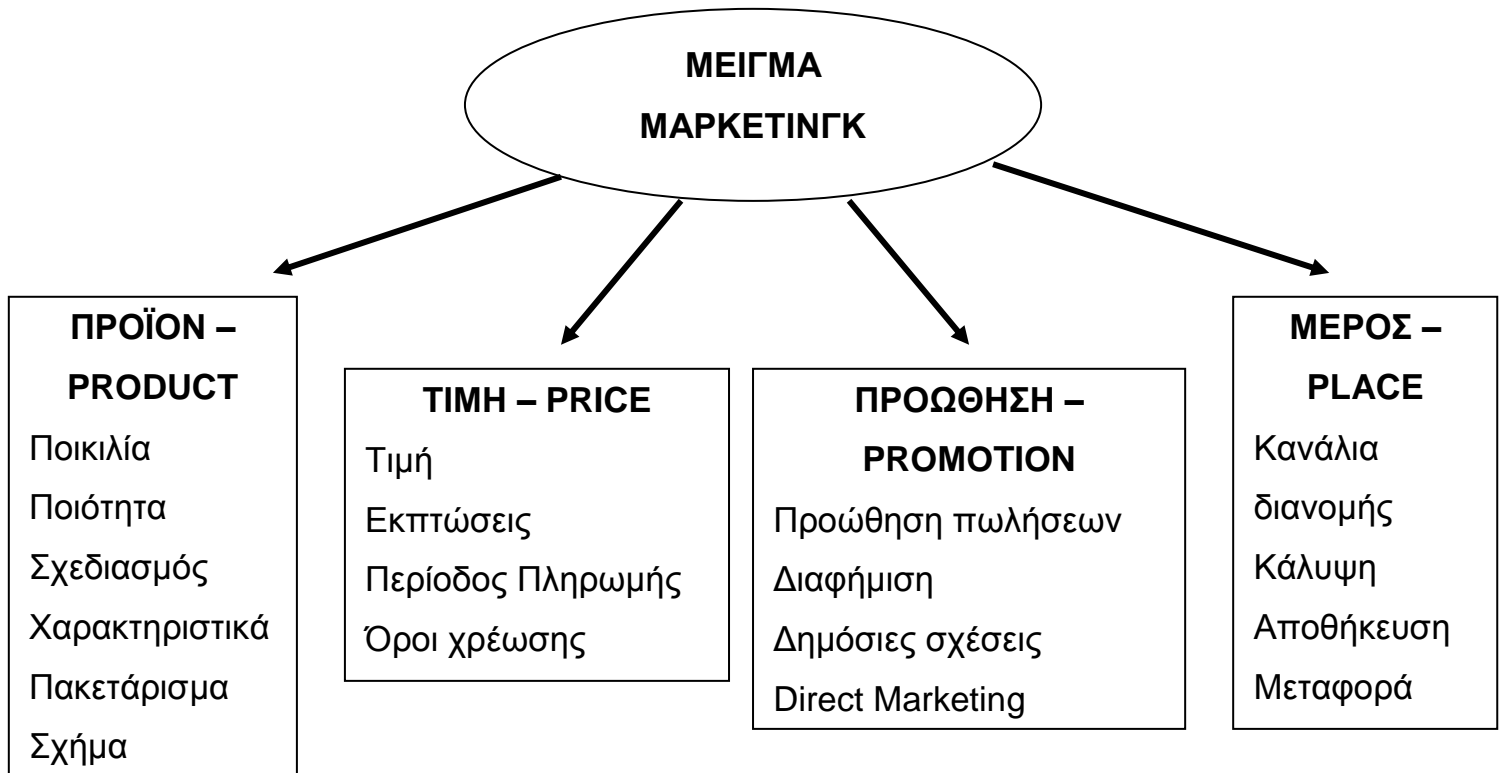 ΜΕΙΓΜΑ
ΜΑΡΚΕΤΙΝΓΚ
ΠΡΟΪΟΝ –
PRODUCT
Ποικιλία
Ποιότητα
Σχεδιασμός
Χαρακτηριστικά
Πακετάρισμα
Σχήμα
ΤΙΜΗ – PRICE
Τιμή
Εκπτώσεις
Περίοδος Πληρωμής
Όροι χρέωσης
ΠΡΟΩΘΗΣΗ –
PROMOTION
Προώθηση πωλήσεων
Διαφήμιση
Δημόσιες σχέσεις
Direct Marketing
ΜΕΡΟΣ –
PLACE
Κανάλια
διανομής
Κάλυψη
Αποθήκευση
Μεταφορά